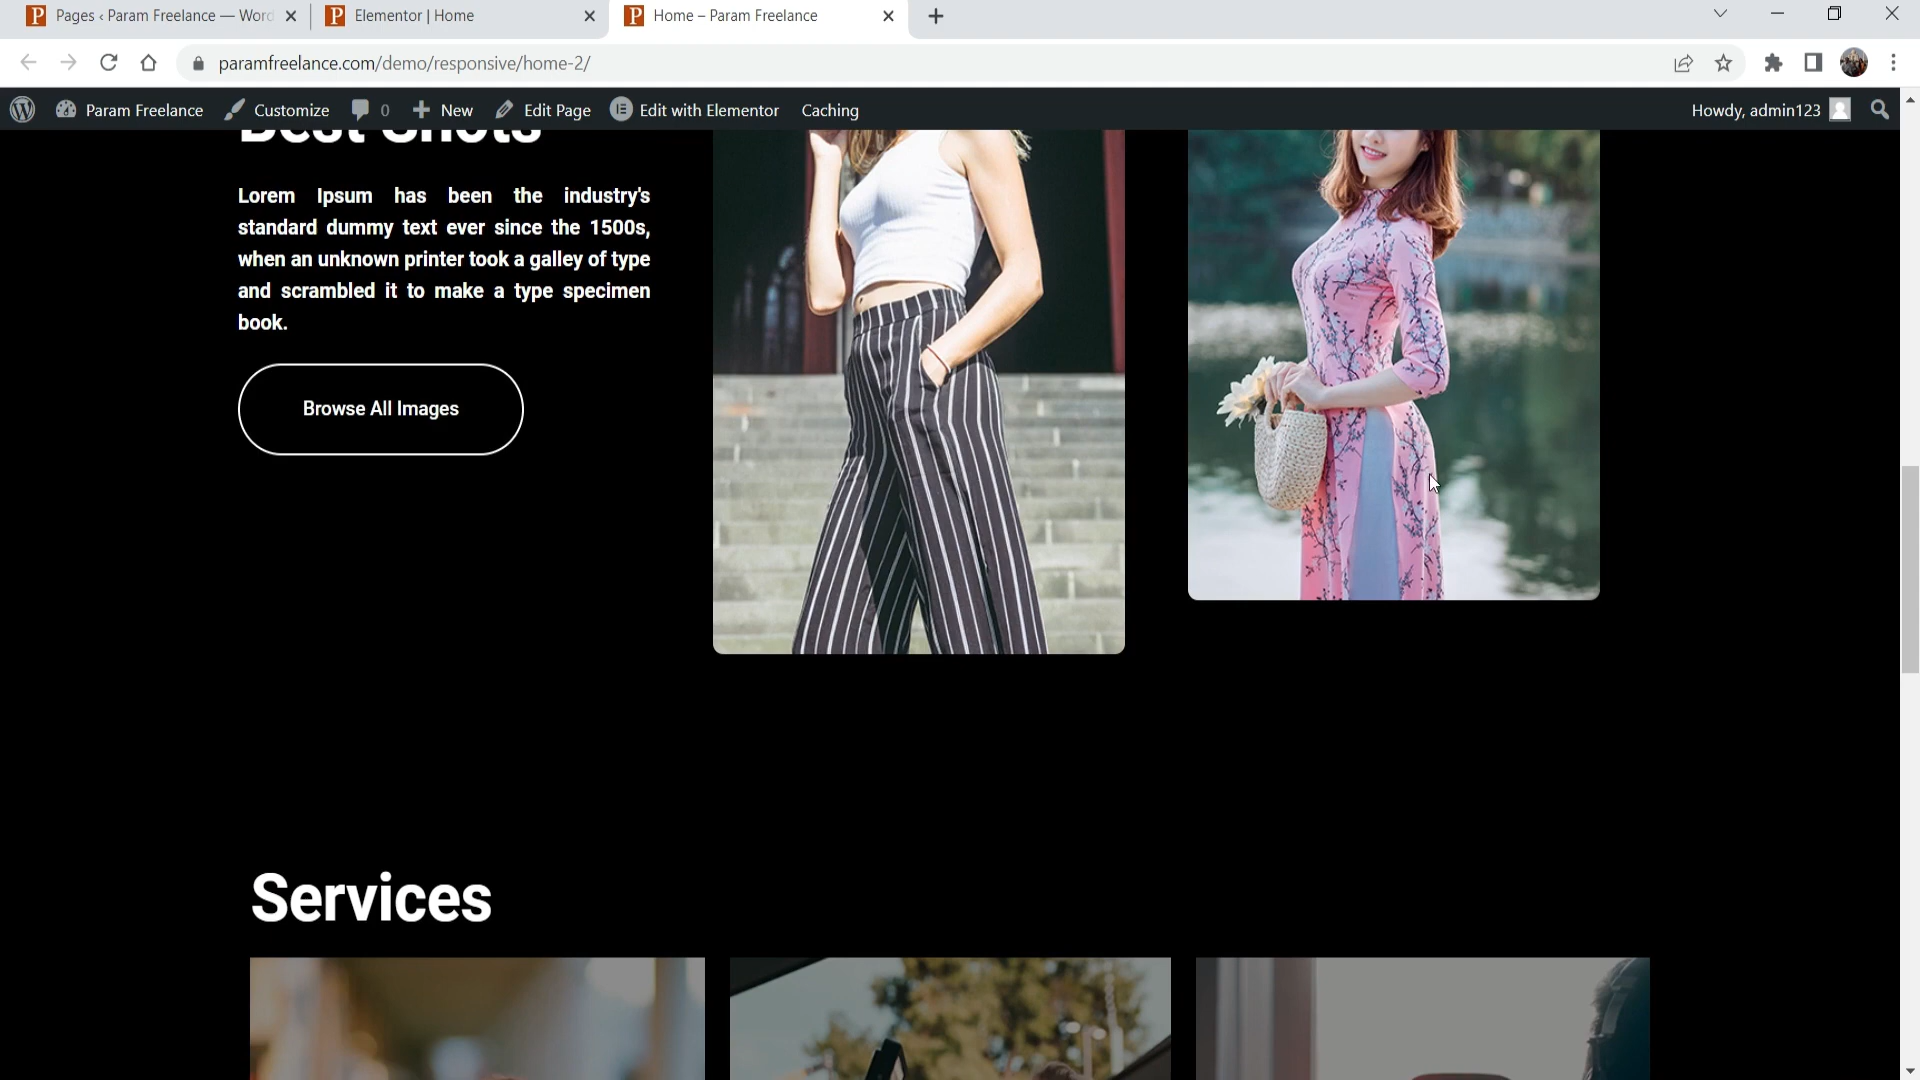 P Pages ‹ Param Freelance — Word
P Elementor | Home
P Home – Param Freelance
paramfreelance.com/demo/responsive/home-2/
Param Freelance Customize 0 New Edit Page Edit with Elementor Caching Howdy, admin123
Best Shots
Lorem Ipsum has been the industry's
standard dummy text ever since the 1500s,
when an unknown printer took a galley of type
and scrambled it to make a type specimen
book.
Browse All Images
Services